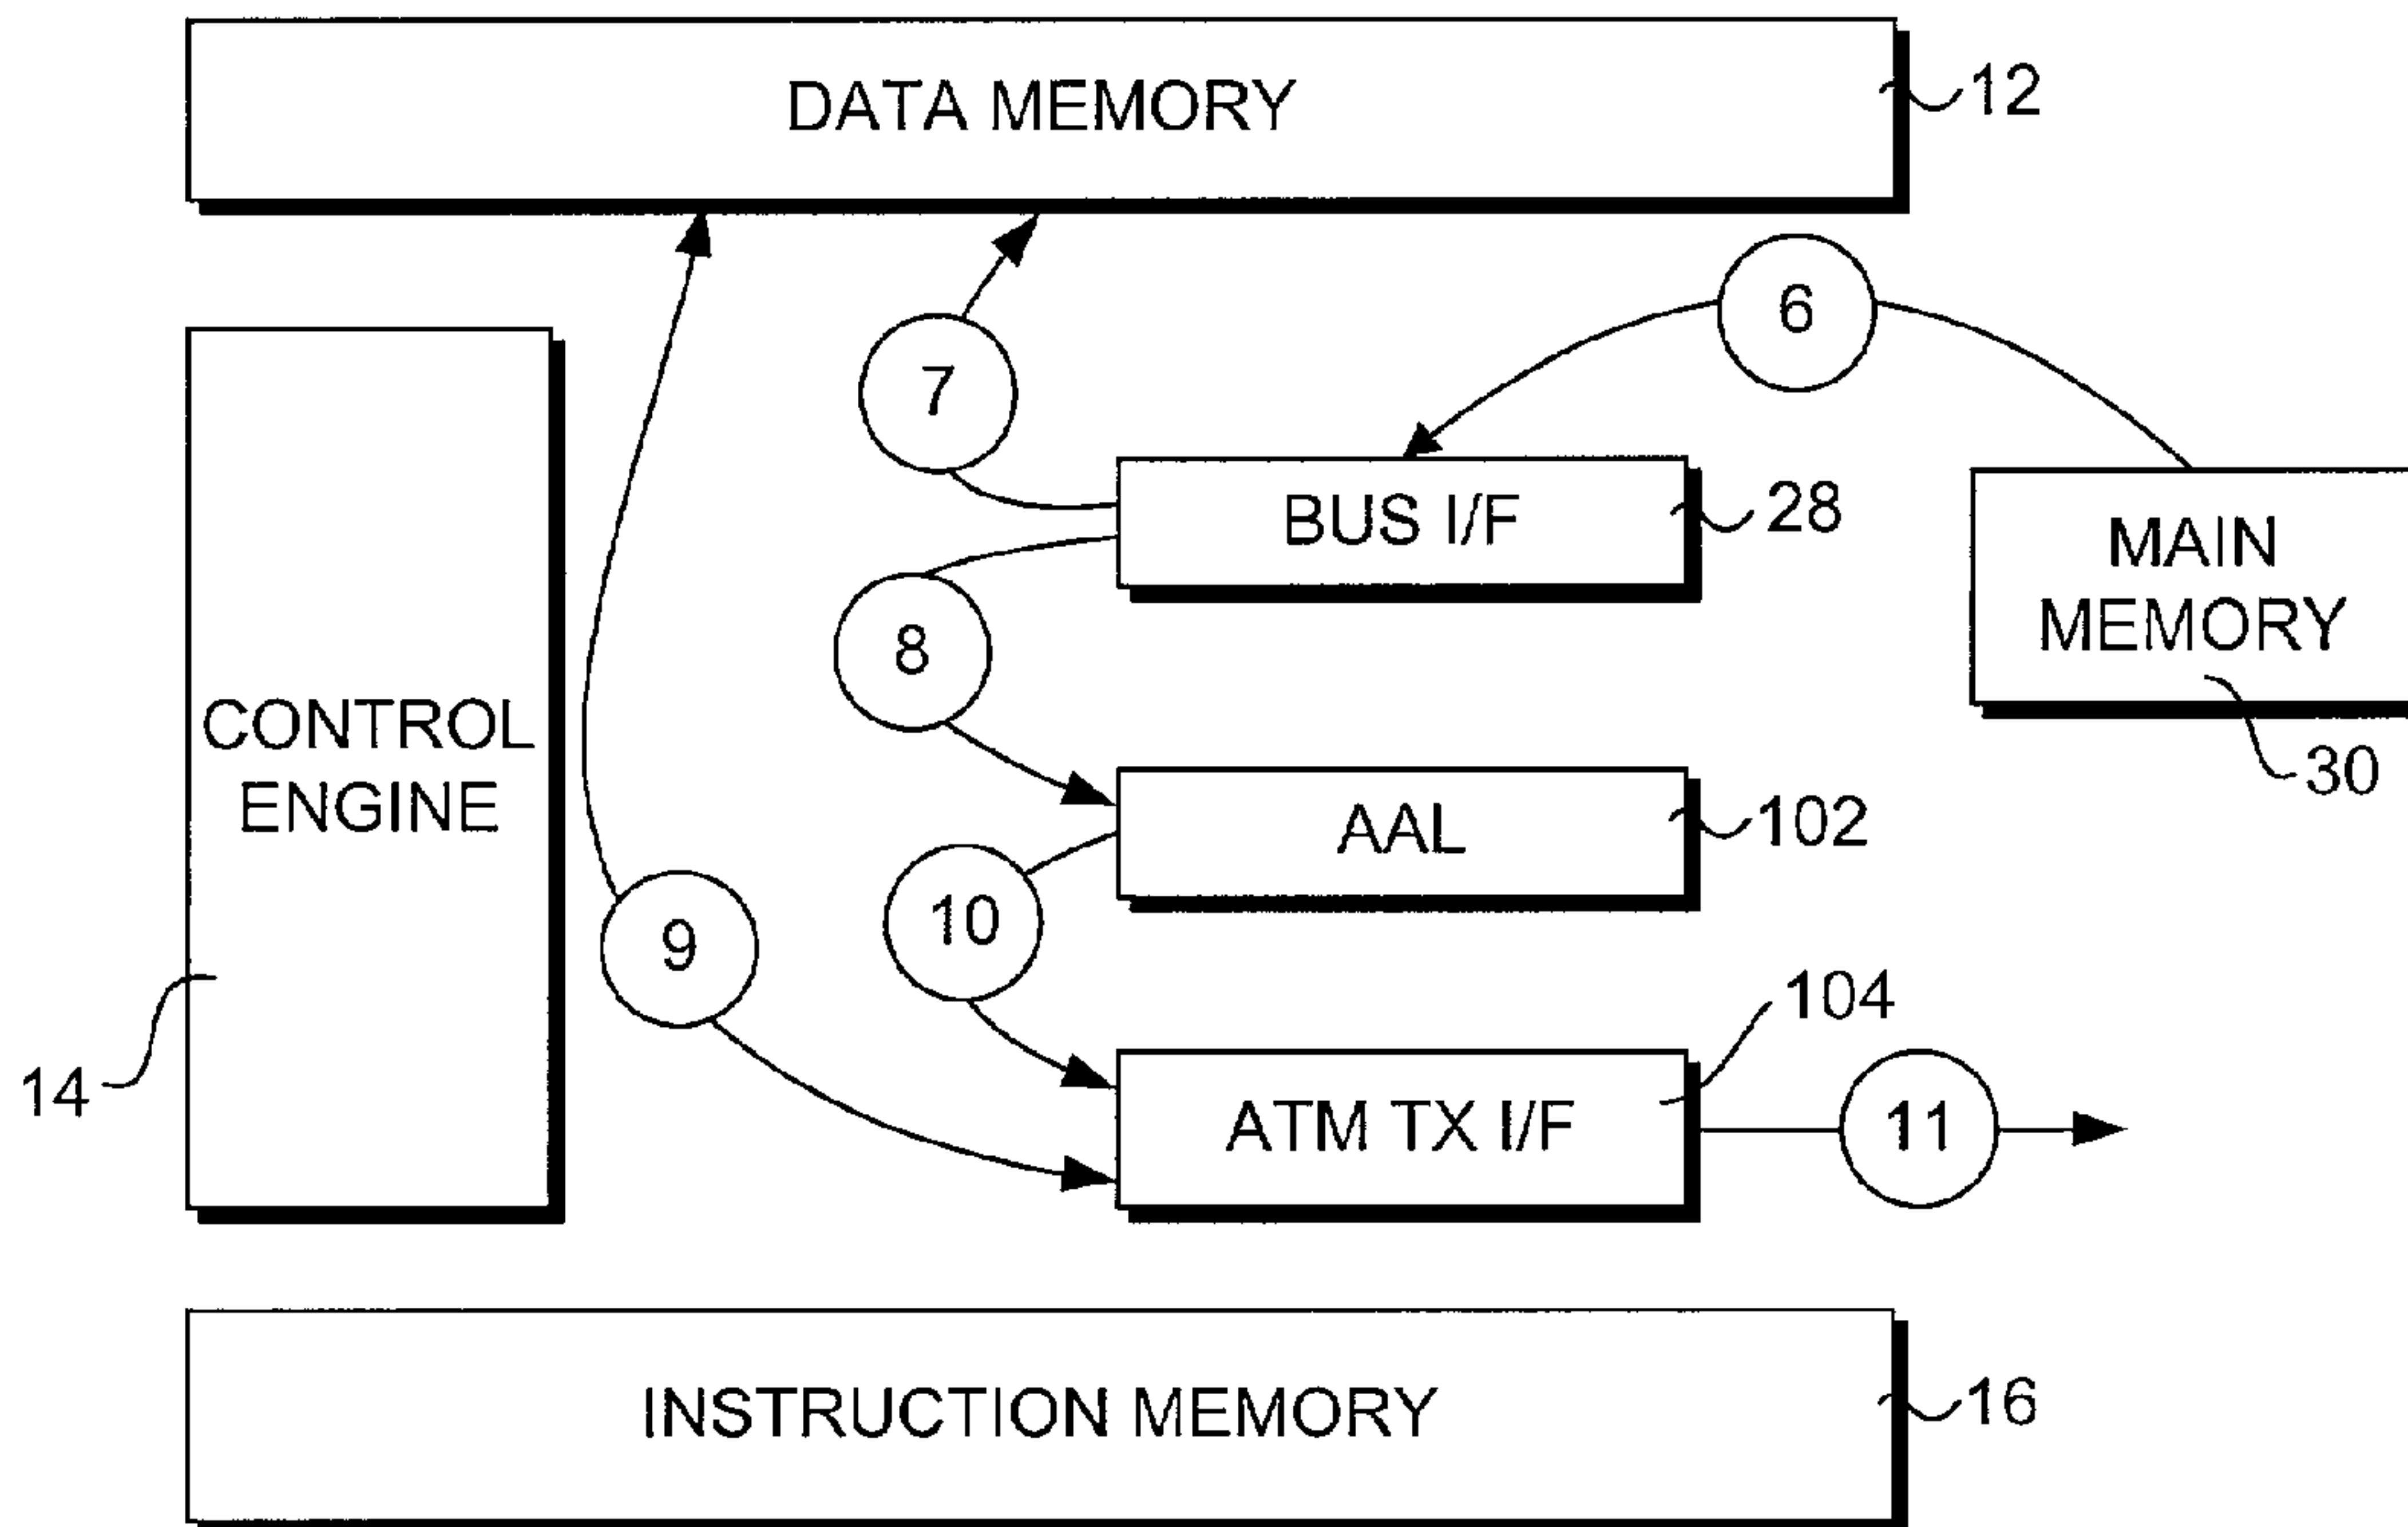 DATA MEMORY
12
6
7
BUS I/F
28
MAIN
MEMORY
30
8
CONTROL
ENGINE
14
AAL
102
10
9
104
ATM TX I/F
11
INSTRUCTION MEMORY
16